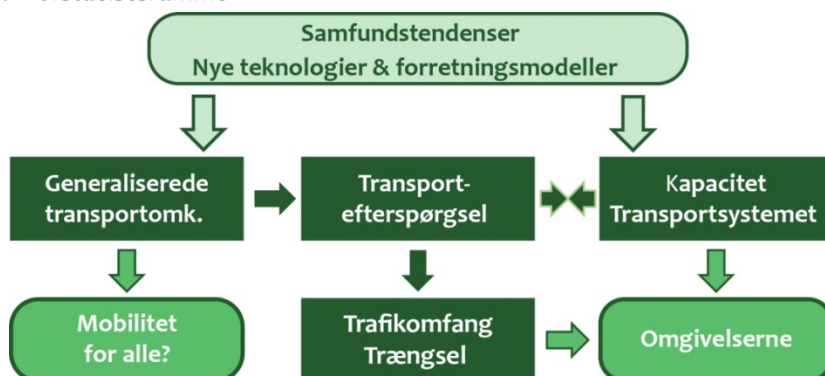 Samfundstendenser
Nye teknologier & forretningsmodeller
Generaliserede
transportomk.
Transport-
efterspørgsel
Kapacitet
Transportsystemet
Mobilitet
for alle?
Trafikomfang
Trængsel
Omgivelserne